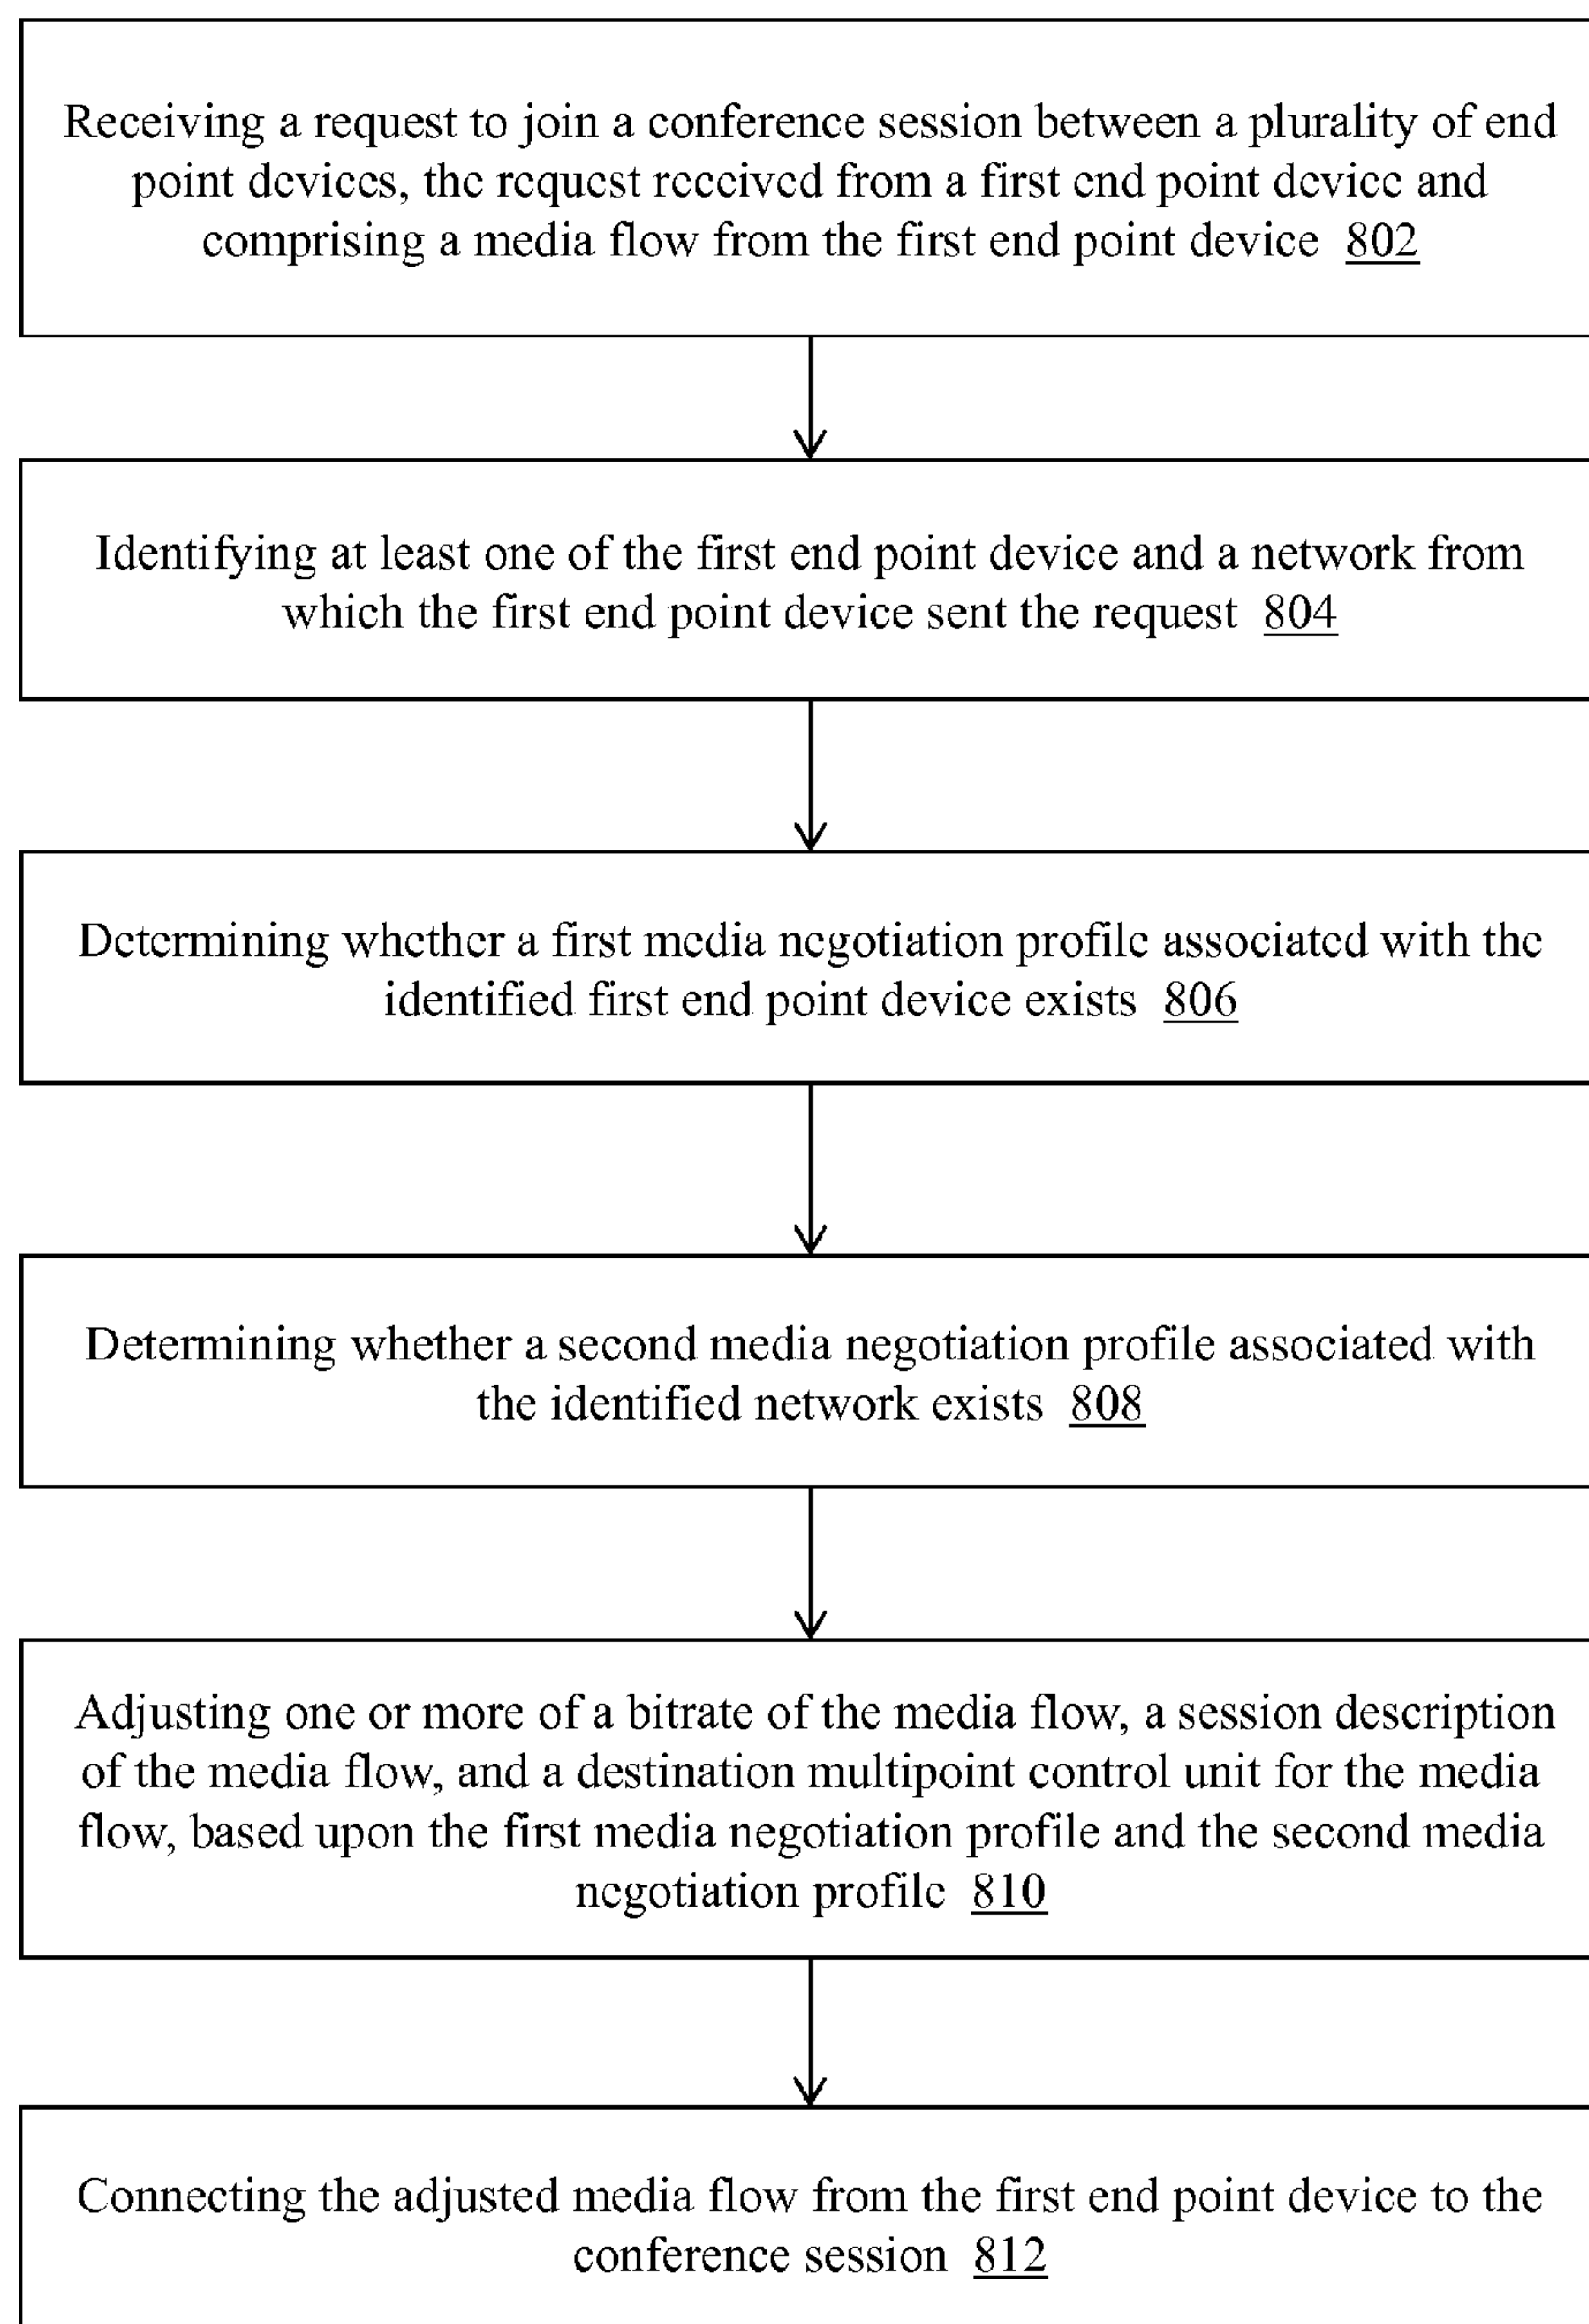 Receiving a request to join a conference session between a plurality of end
point devices, the request received from a first end point device and
comprising a media flow from the first end point device 802
Identifying at least one of the first end point device and a network from
which the first end point device sent the request 804
Determining whether a first media negotiation profile associated with the
identified first end point device exists 806
Determining whether a second media negotiation profile associated with
the identified network exists 808
Adjusting one or more of a bitrate of the media flow, a session description
of the media flow, and a destination multipoint control unit for the media
flow, based upon the first media negotiation profile and the second media
negotiation profile 810
Connecting the adjusted media flow from the first end point device to the
conference session 812